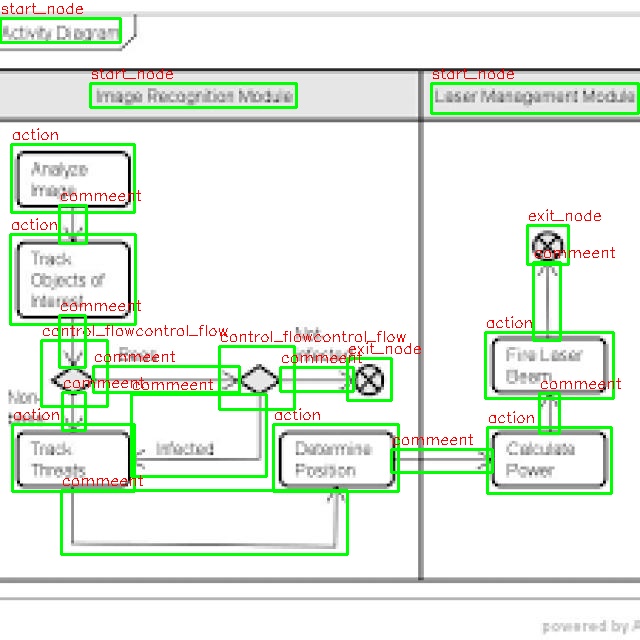 start_node
Activity Diagram
start_node
start_node
Image Recognition Module
Laser Management Module
action
Analyze
Image
commeent
action
exit_node
Track
Objects of
Interest
commeent
commeent
control_flowcontrol_flow
control_flowcontrol_flow
action
commeent
commeent
exit_node
Fire Laser
Beam
Non-
commeent
commeent
commeent
action
action
action
commeent
Track
Threats
Infected
Determine
Position
Calculate
Power
commeent
powered by A